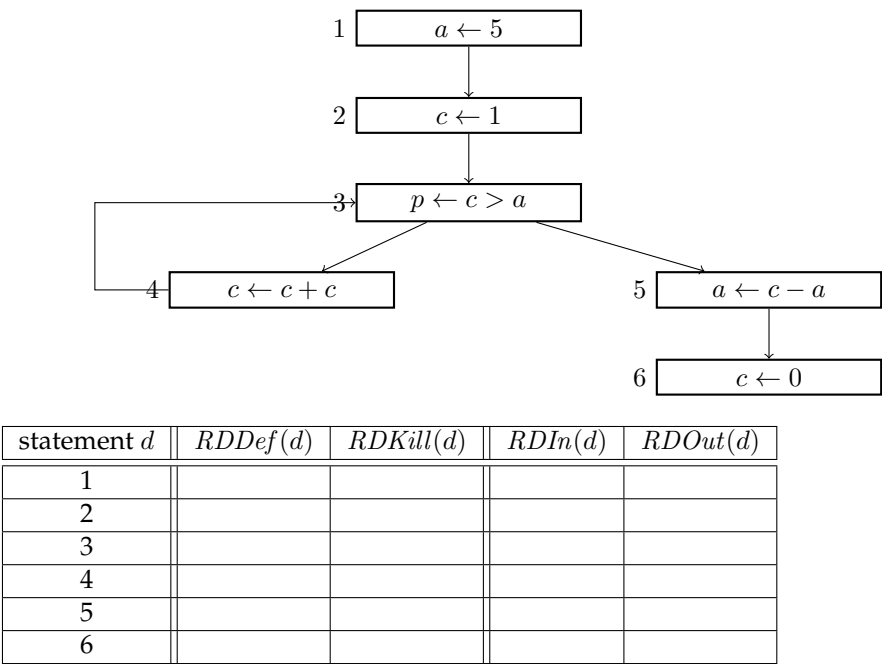 1 a ← 5
2 c ← 1
3 p ← c > a
4 c ← c + c
5 a ← c − a
6 c ← 0
statement d RDDef(d) RDKill(d) RDIn(d) RDOut(d)
1
2
3
4
5
6